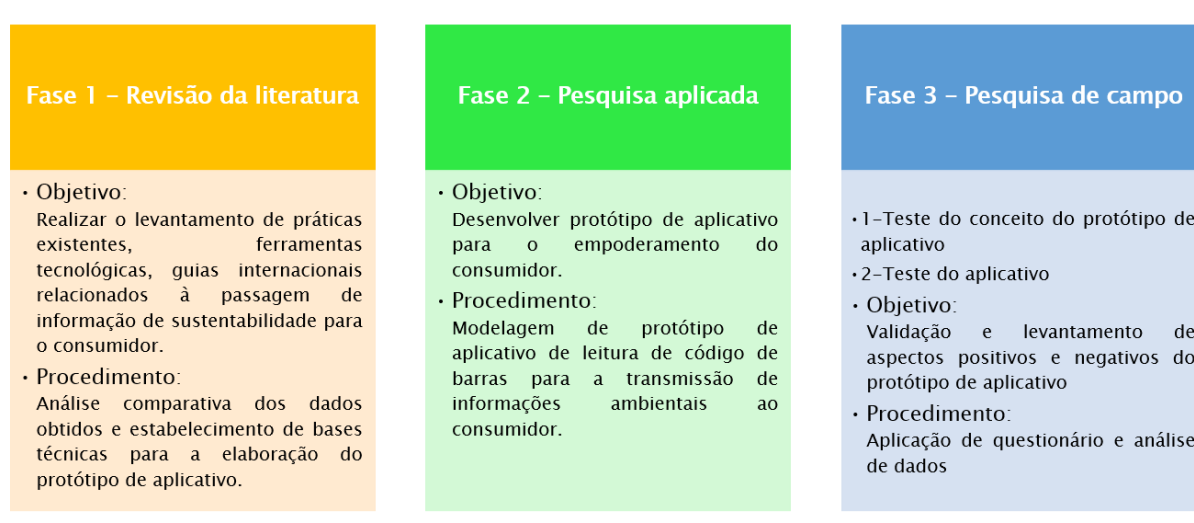 Fase 1 – Revisão da literatura
• Objetivo:
Realizar o levantamento de práticas
existentes, ferramentas
tecnológicas, guias internacionais
relacionados à passagem de
informação de sustentabilidade para
o consumidor.
• Procedimento:
Análise comparativa dos dados
obtidos e estabelecimento de bases
técnicas para a elaboração do
protótipo de aplicativo.
Fase 2 – Pesquisa aplicada
• Objetivo:
Desenvolver protótipo de aplicativo
para o empoderamento do
consumidor.
• Procedimento:
Modelagem de protótipo de
aplicativo de leitura de código de
barras para a transmissão de
informações ambientais ao
consumidor.
Fase 3 – Pesquisa de campo
• 1–Teste do conceito do protótipo de
aplicativo
• 2–Teste do aplicativo
• Objetivo:
Validação e levantamento de
aspectos positivos e negativos do
protótipo de aplicativo
• Procedimento:
Aplicação de questionário e análise
de dados